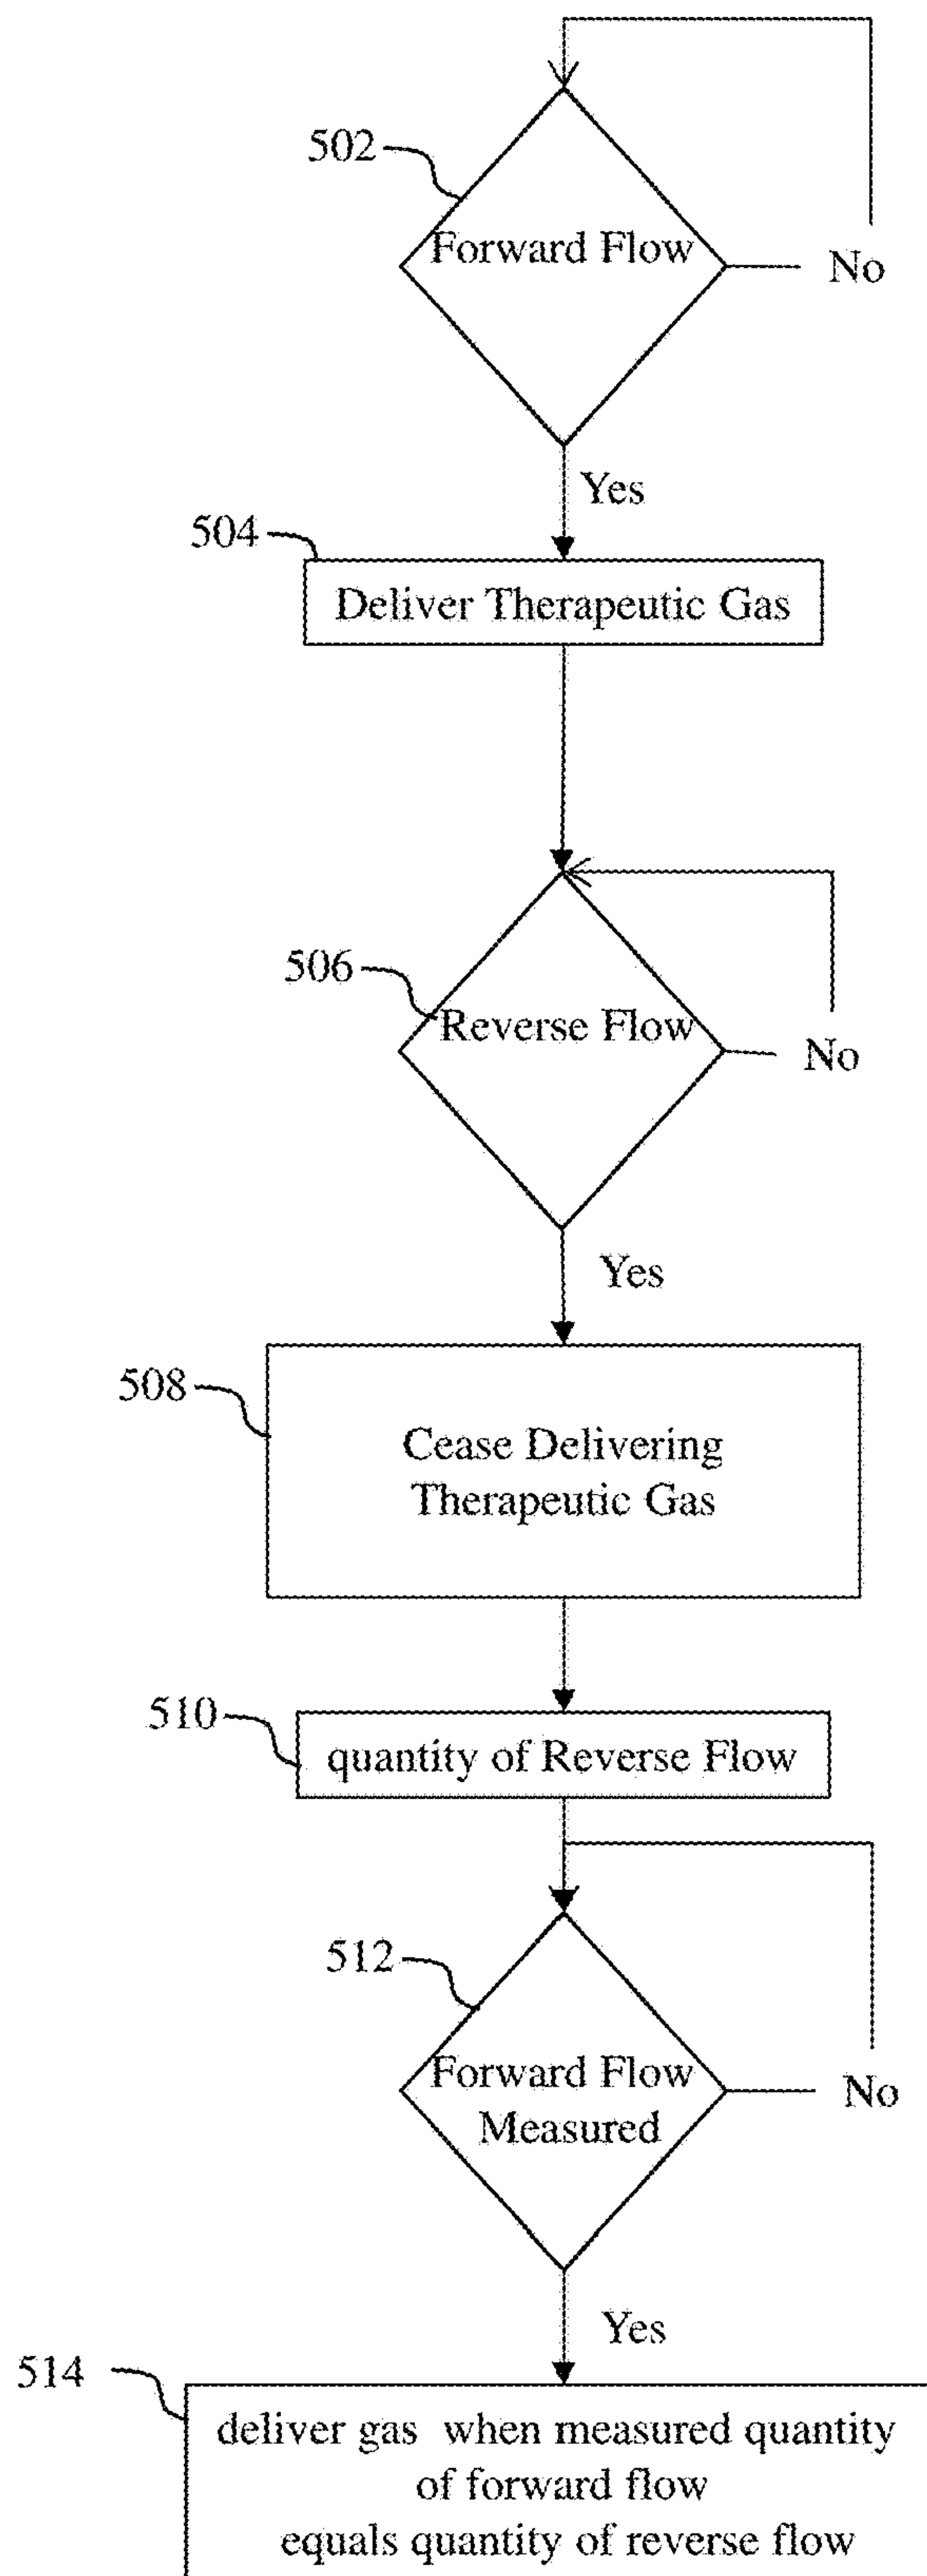 502
Forward Flow
No
Yes
504
Deliver Therapeutic Gas
506
Reverse Flow
No
Yes
508
Cease Delivering
Therapeutic Gas
510
quantity of Reverse Flow
512
Forward Flow
Measured
No
Yes
514
deliver gas when measured quantity
of forward flow
equals quantity of reverse flow